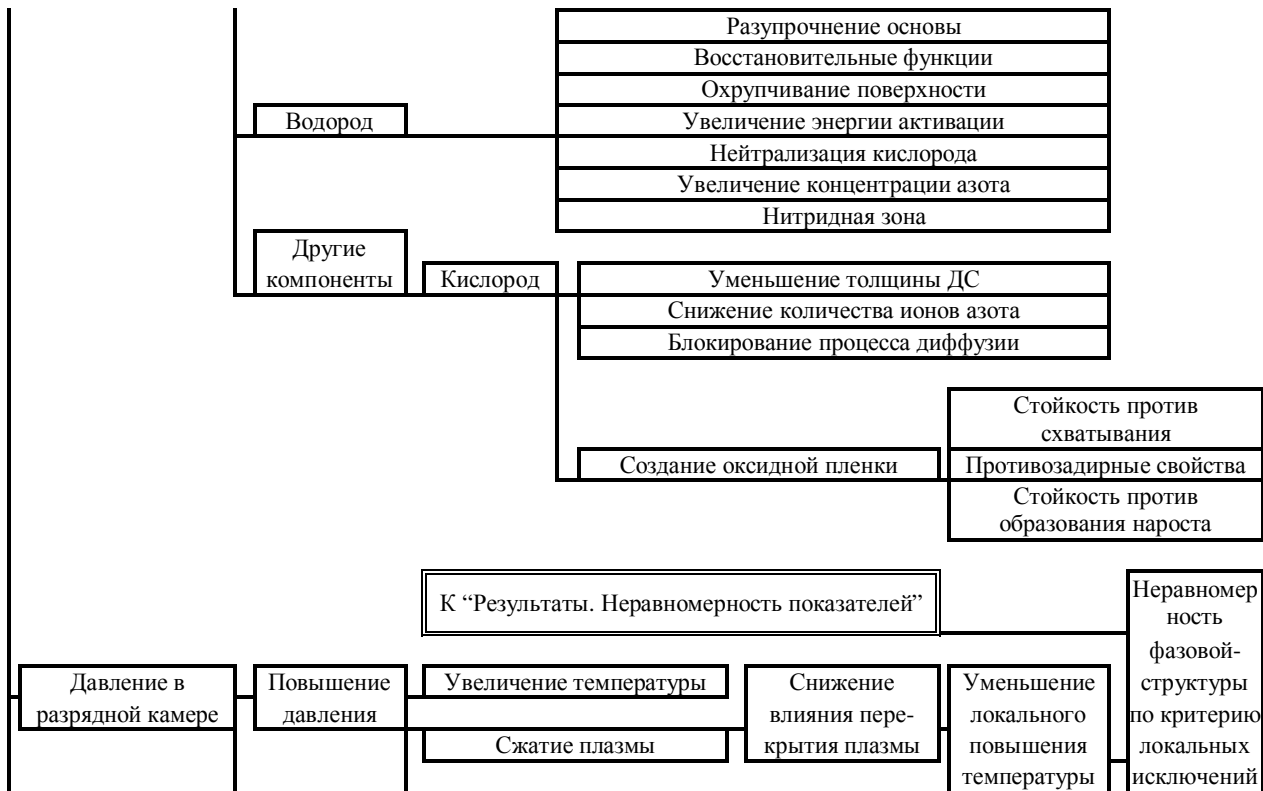 Разупрочнение основы
Восстановительные функции
Охрупчивание поверхности
Водород
Увеличение энергии активации
Нейтрализация кислорода
Увеличение концентрации азота
Нитридная зона
Другие
компоненты
Кислород
Уменьшение толщины ДС
Снижение количества ионов азота
Блокирование процесса диффузии
Создание оксидной пленки
Стойкость против
схватывания
Противозадирные свойства
Стойкость против
образования нароста
К “Результаты. Неравномерность показателей”
Давление в
разрядной камере
Повышение
давления
Увеличение температуры
Сжатие плазмы
Снижение
влияния пере-
крытия плазмы
Уменьшение
локального
повышения
температуры
Неравномер
ность
фазовой-
структуры
по критерию
локальных
исключений